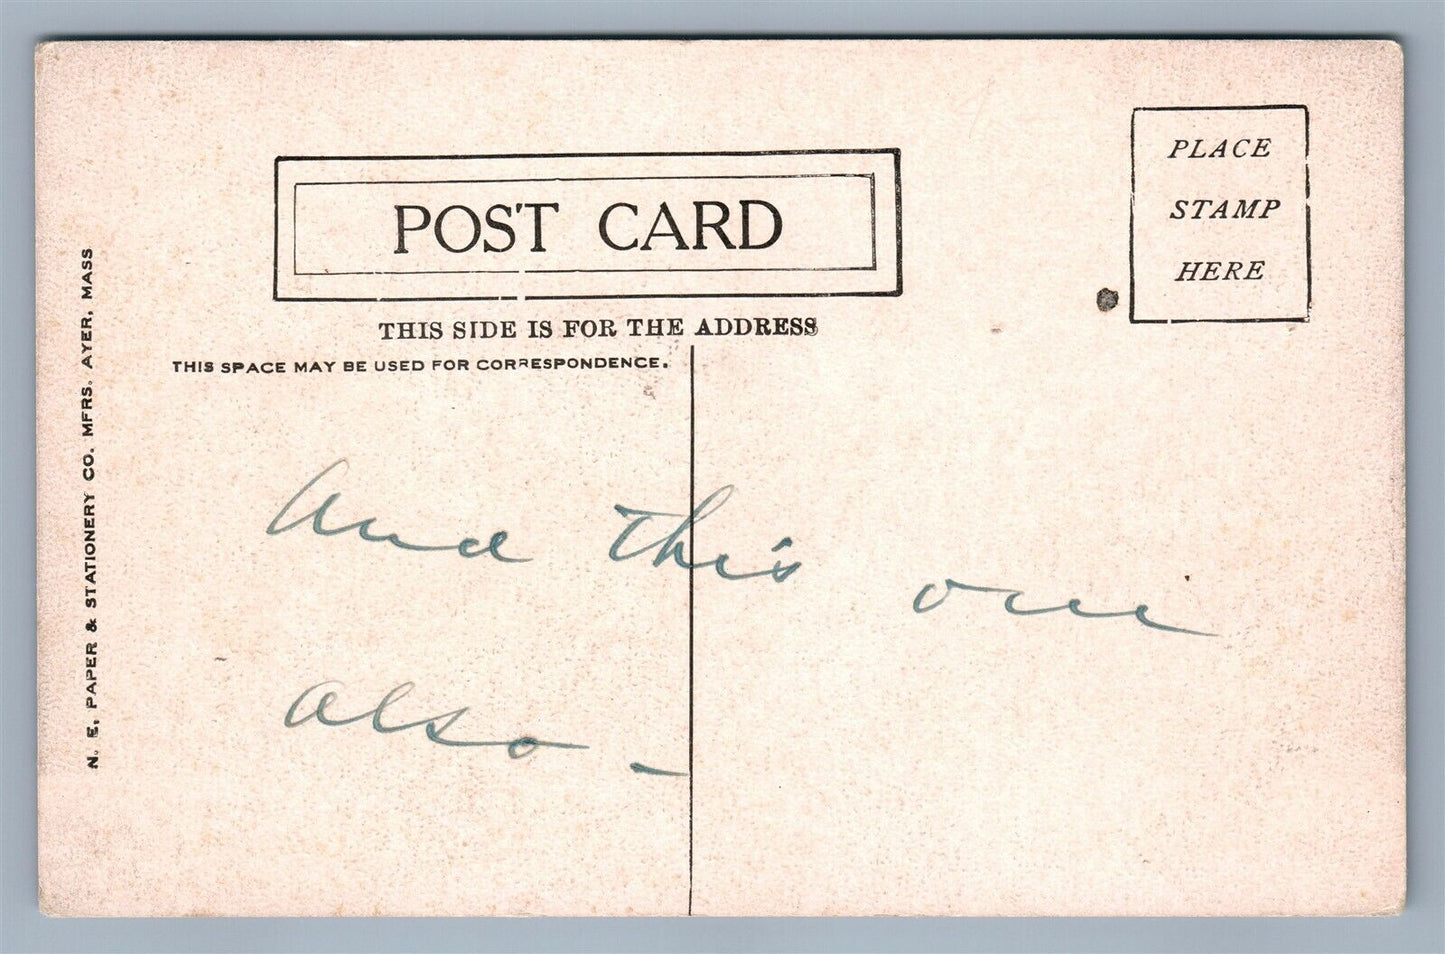 POST CARD
PLACE
STAMP
HERE
THIS SIDE IS FOR THE ADDRESS
THIS SPACE MAY BE USED FOR CORRESPONDENCE.
N. E. PAPER & STATIONERY CO. MFRS. AYER, MASS
And this one
also –